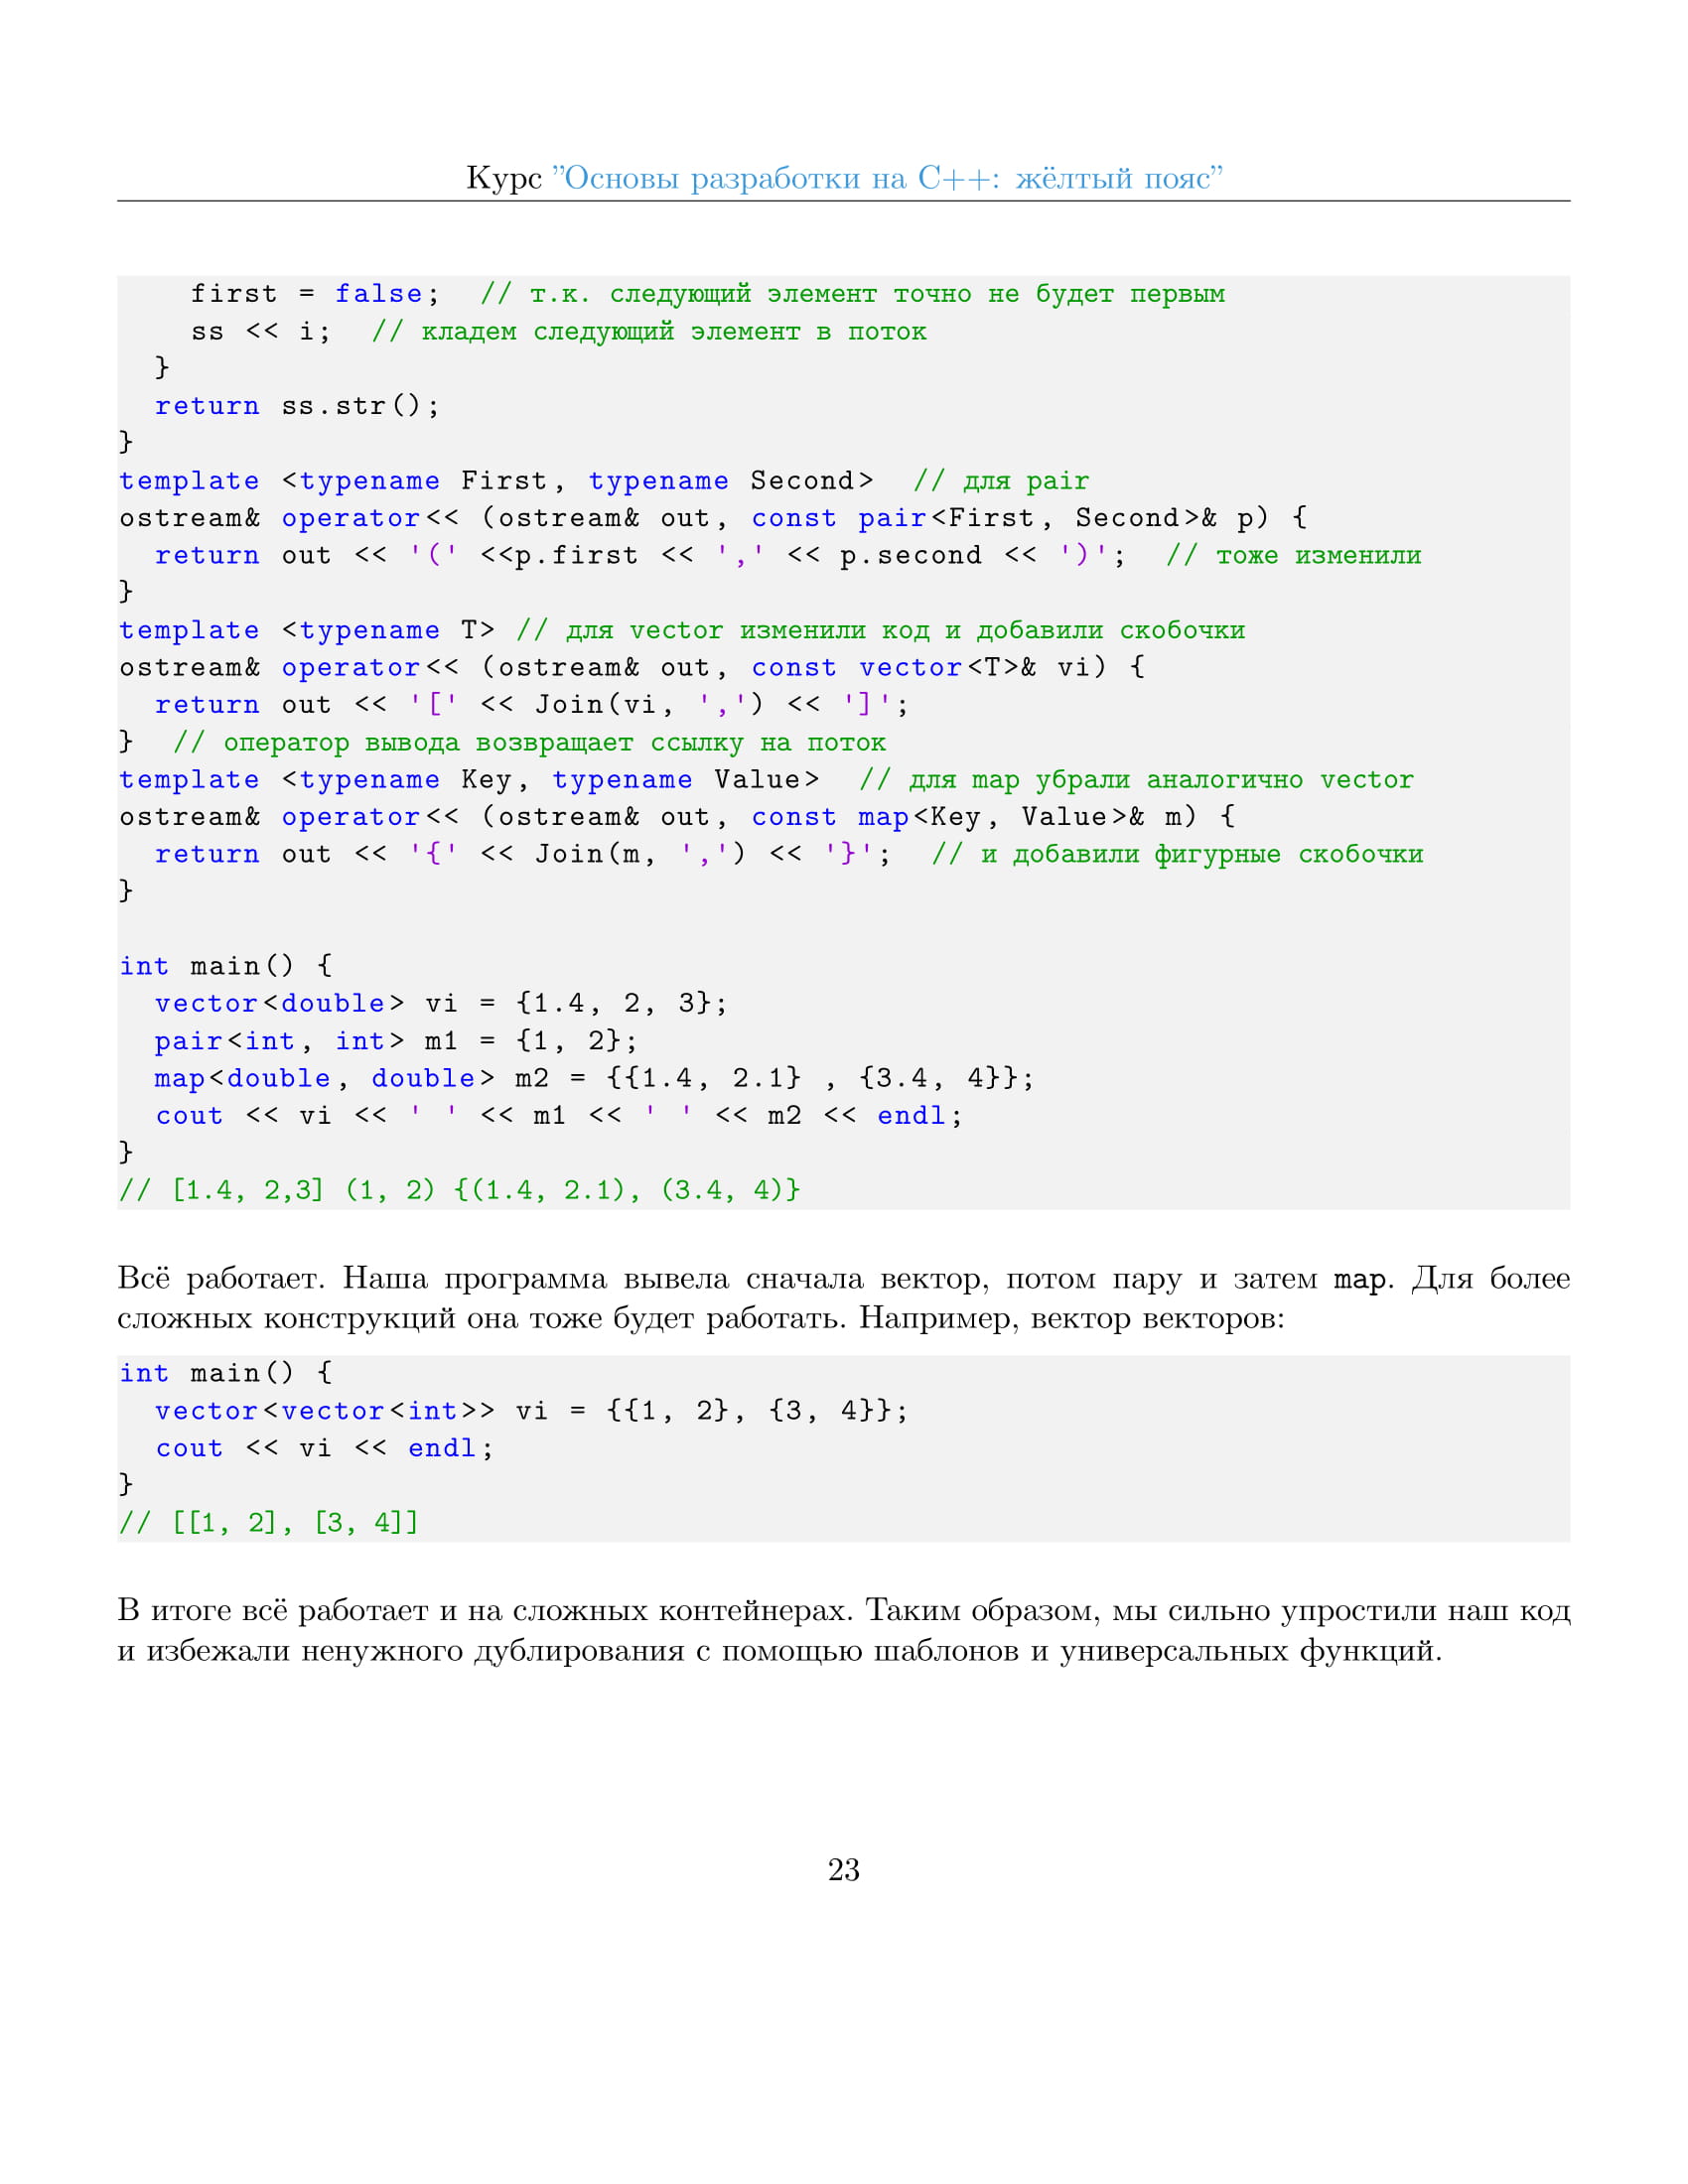 Курс ”Основы разработки на C++: жёлтый пояс”
    first = false;  // т.к. следующий элемент точно не будет первым
    ss << i;  // кладем следующий элемент в поток
  }
  return ss.str();
}
template <typename First, typename Second>  // для pair
ostream& operator<< (ostream& out, const pair<First, Second>& p) {
  return out << '(' <<p.first << ',' << p.second << ')';  // тоже изменили
}
template <typename T> // для vector изменили код и добавили скобочки
ostream& operator<< (ostream& out, const vector<T>& vi) {
  return out << '[' << Join(vi, ',') << ']';
}  // оператор вывода возвращает ссылку на поток
template <typename Key, typename Value>  // для map убрали аналогично vector
ostream& operator<< (ostream& out, const map<Key, Value>& m) {
  return out << '{' << Join(m, ',') << '}';  // и добавили фигурные скобочки
}

int main() {
  vector<double> vi = {1.4, 2, 3};
  pair<int, int> m1 = {1, 2};
  map<double, double> m2 = {{1.4, 2.1} , {3.4, 4}};
  cout << vi << ' ' << m1 << ' ' << m2 << endl;
}
// [1.4, 2,3] (1, 2) {(1.4, 2.1), (3.4, 4)}
Всё работает. Наша программа вывела сначала вектор, потом пару и затем map. Для более
сложных конструкций она тоже будет работать. Например, вектор векторов:
int main() {
  vector<vector<int>> vi = {{1, 2}, {3, 4}};
  cout << vi << endl;
}
// [[1, 2], [3, 4]]
В итоге всё работает и на сложных контейнерах. Таким образом, мы сильно упростили наш код
и избежали ненужного дублирования с помощью шаблонов и универсальных функций.
23